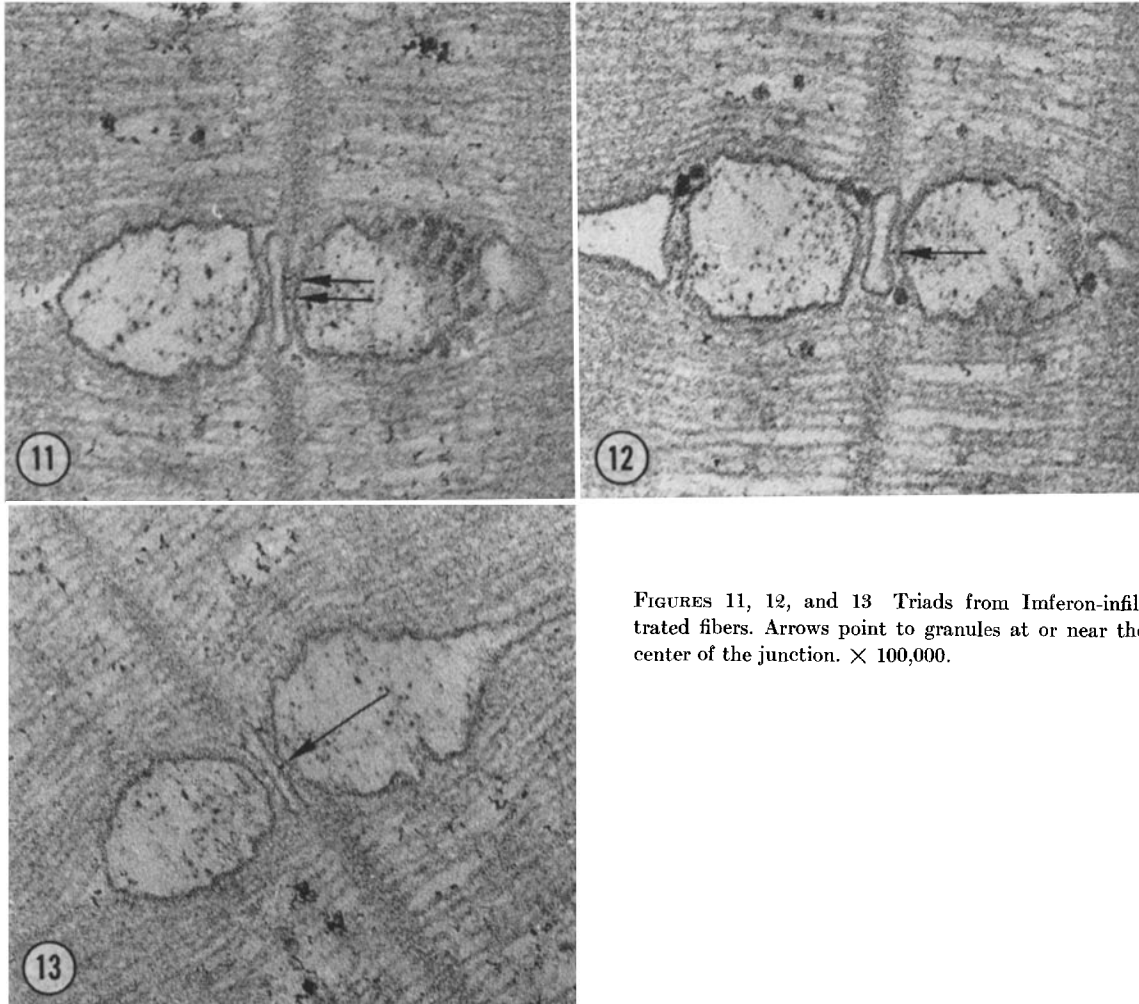 11
12
FIGURES 11, 12, and 13 Triads from Imferon-infil
trated fibers. Arrows point to granules at or near the
center of the junction. × 100,000.
13